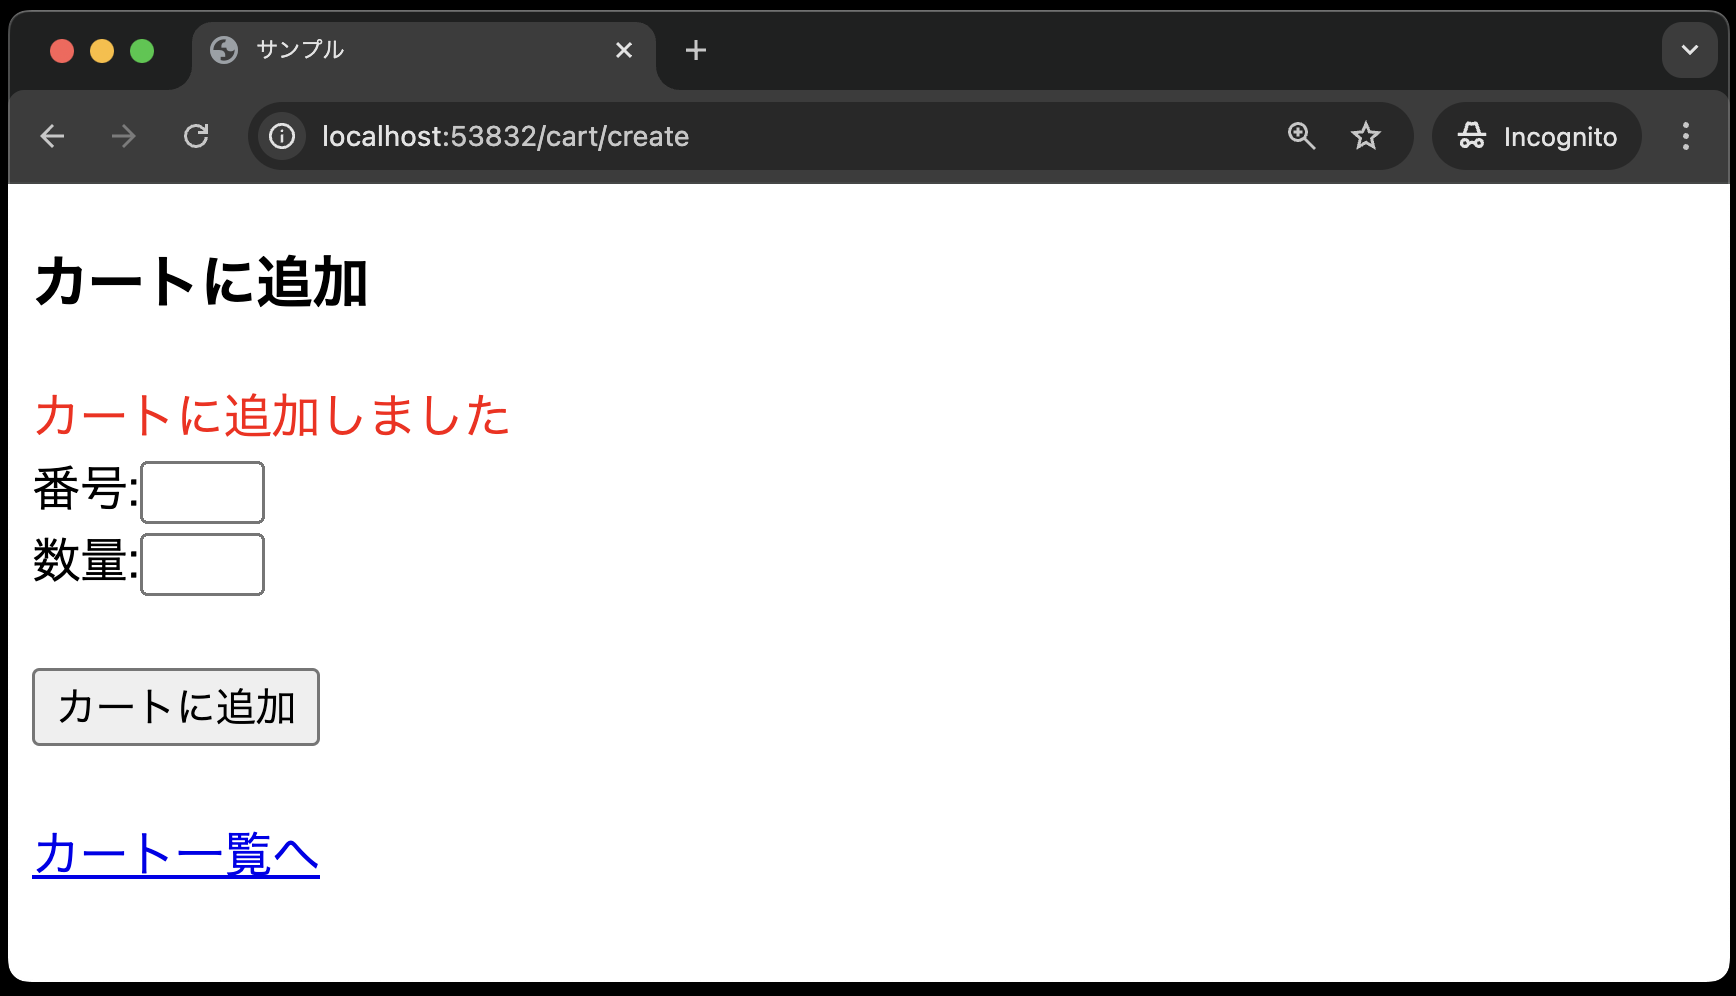 サンプル
localhost:53832/cart/create
Incognito
カートに追加
カートに追加しました
番号:
数量:
カートに追加
カート一覧へ